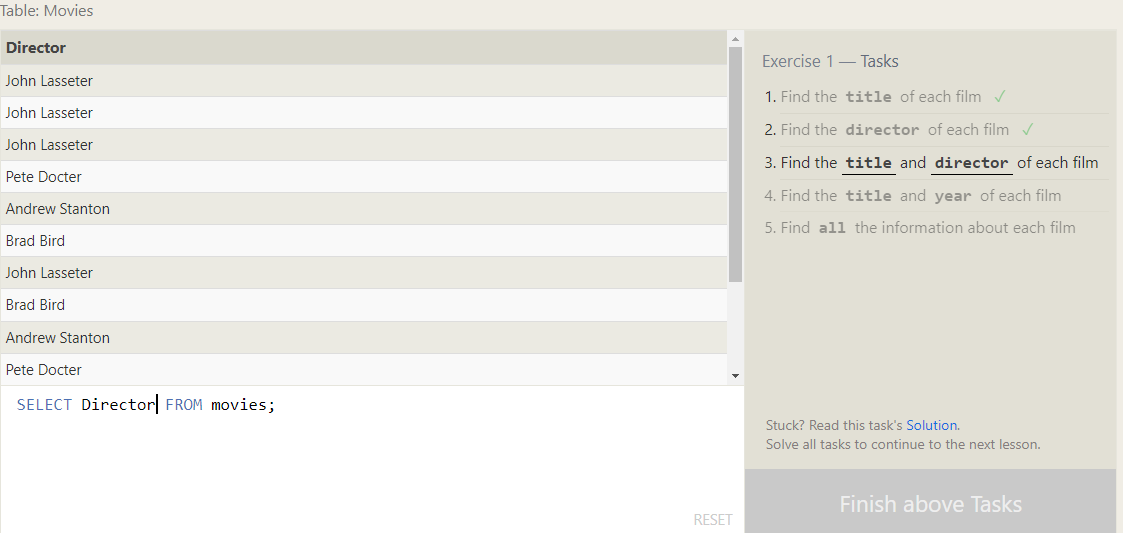 Table: Movies
Director
John Lasseter
John Lasseter
John Lasseter
Pete Docter
Andrew Stanton
Brad Bird
John Lasseter
Brad Bird
Andrew Stanton
Pete Docter
SELECT Director FROM movies;
RESET
Exercise 1 — Tasks
1. Find the title of each film ✓
2. Find the director of each film ✓
3. Find the title and director of each film
4. Find the title and year of each film
5. Find all the information about each film
Stuck? Read this task's Solution.
Solve all tasks to continue to the next lesson.
Finish above Tasks